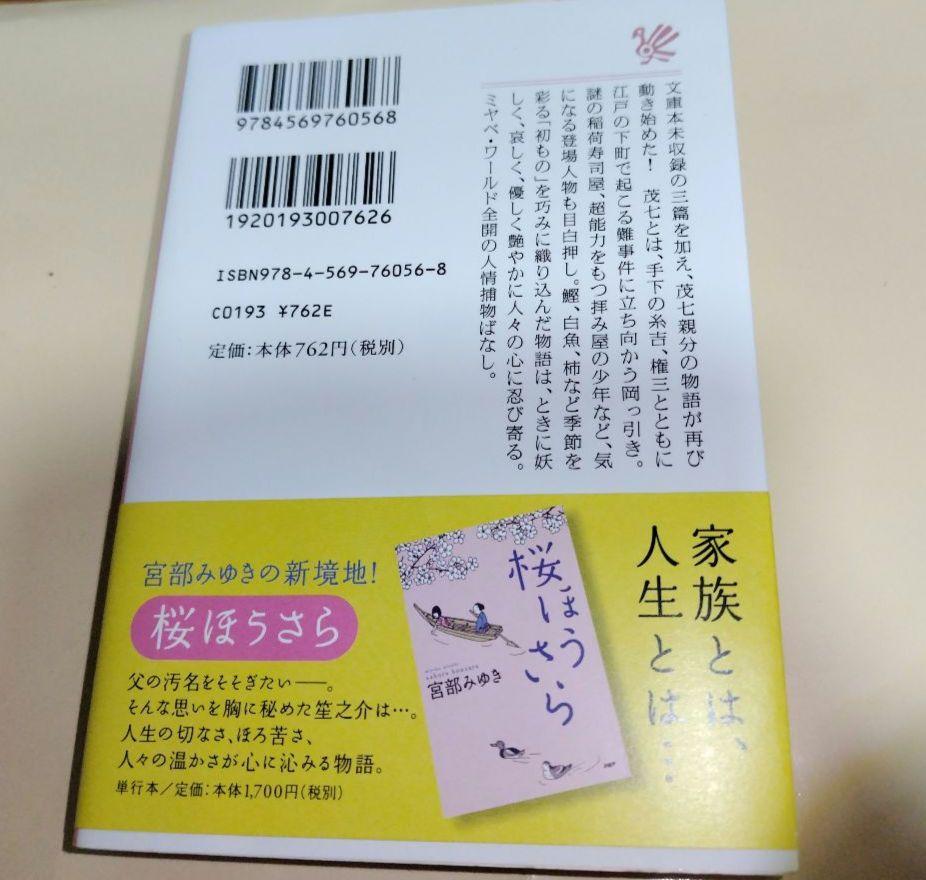 9784569760568
1920193007626
ISBN978-4-569-76056-8
C0193 ¥762E
定価：本体762円（税別）
文庫本未収録の三篇を加え、茂七親分の物語が再び
動き始めた！　茂七とは、手下の糸吉、権三とともに
江戸の下町で起こる難事件に立ち向かう岡っ引き。
謎の稲荷寿司屋、超能力をもつ拝み屋の少年など、気
になる登場人物も目白押し。鰹、白魚、柿など季節を
彩る「初もの」を巧みに織り込んだ物語は、ときに妖
しく、哀しく、優しく艶やかに人々の心に忍び寄る。
ミヤベ・ワールド全開の人情捕物ばなし。
家族とは、
人生とは…
宮部みゆきの新境地！
桜ほうさら
父の汚名をそそぎたい――。
そんな思いを胸に秘めた笙之介は…。
人生の切なさ、ほろ苦さ、
人々の温かさが心に沁みる物語。
単行本／定価：本体1,700円（税別）
桜ほうさら
宮部みゆき